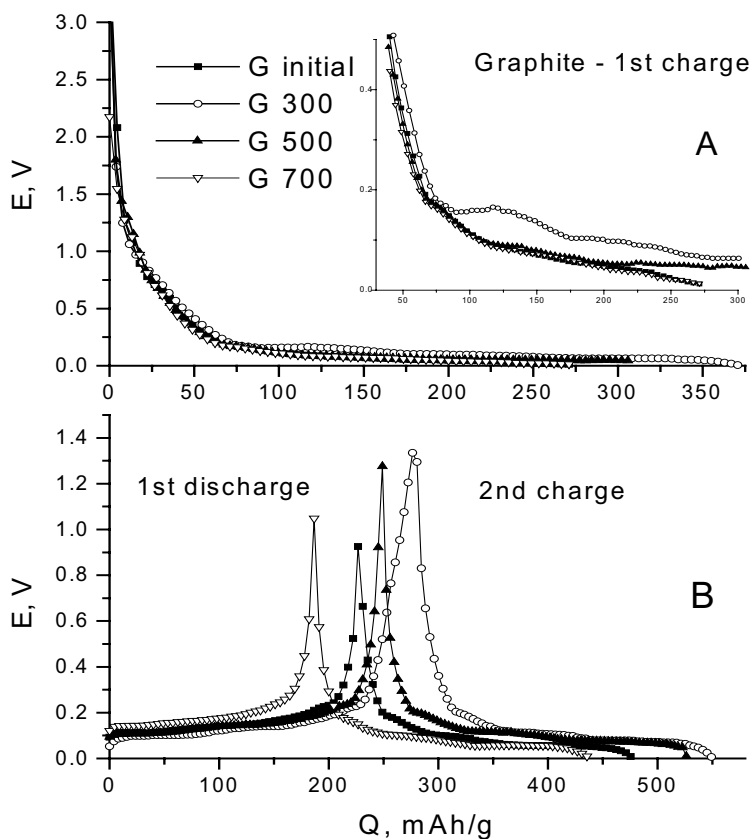 3.0
2.5
2.0
1.5
1.0
0.5
0.0
E, V
G initial
G 300
G 500
G 700
Graphite - 1st charge
A
0.4
0.2
0.0
50 100 150 200 250 300
0 50 100 150 200 250 300 350
1.4
1.2
1.0
0.8
0.6
0.4
0.2
0.0
E, V
1st discharge
2nd charge
B
0 100 200 300 400 500
Q, mAh/g